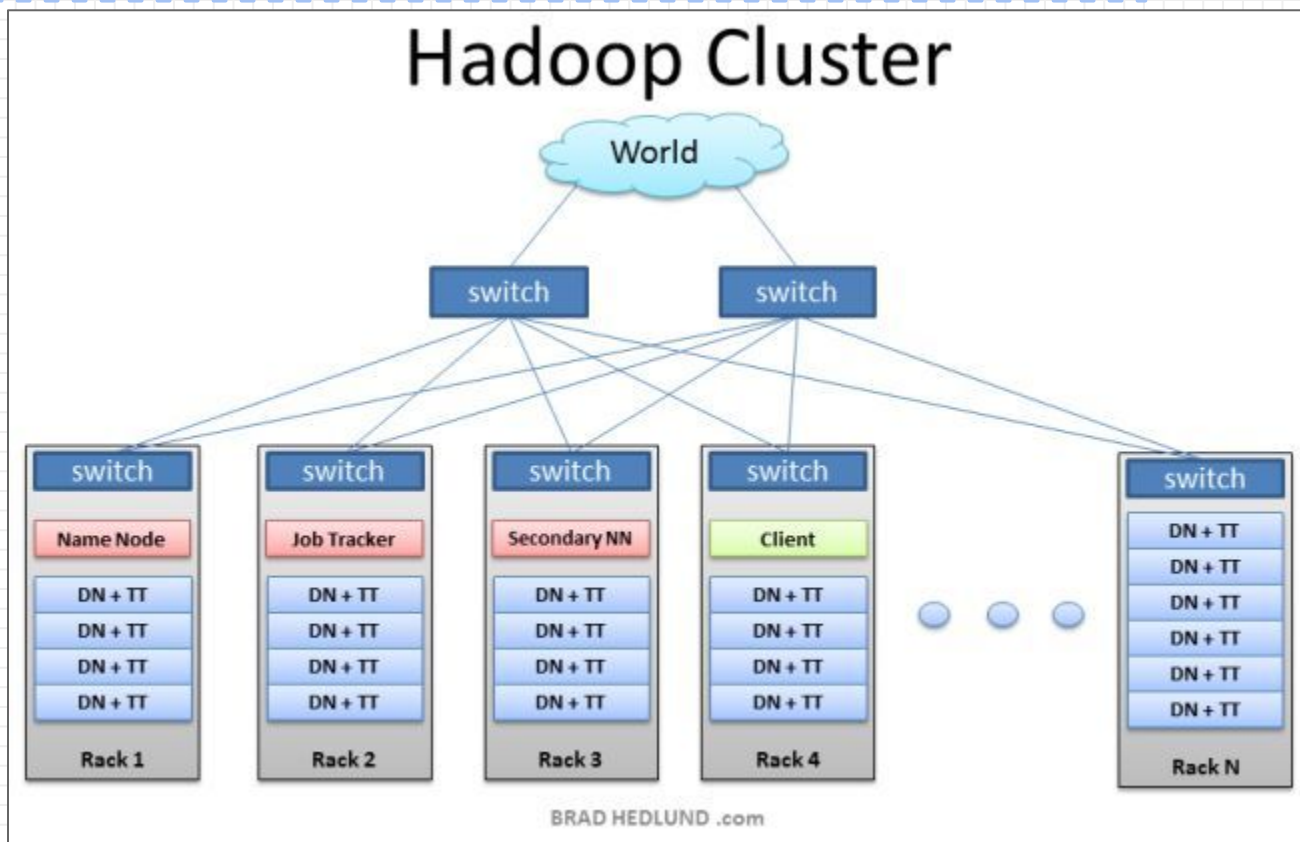 Hadoop Cluster
World
switch
switch
switch
Name Node
DN + TT
DN + TT
DN + TT
DN + TT
Rack 1
switch
Job Tracker
DN + TT
DN + TT
DN + TT
DN + TT
Rack 2
switch
Secondary NN
DN + TT
DN + TT
DN + TT
DN + TT
Rack 3
switch
Client
DN + TT
DN + TT
DN + TT
DN + TT
Rack 4
switch
DN + TT
DN + TT
DN + TT
DN + TT
DN + TT
DN + TT
Rack N
BRAD HEDLUND .com